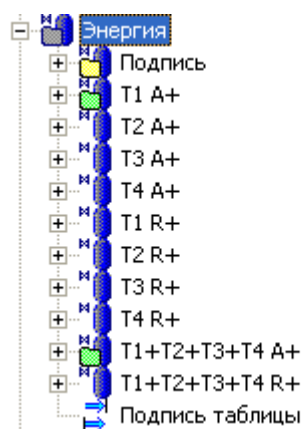 Энергия
Подпись
T1 A+
T2 A+
T3 A+
T4 A+
T1 R+
T2 R+
T3 R+
T4 R+
T1+T2+T3+T4 A+
T1+T2+T3+T4 R+
Подпись таблицы